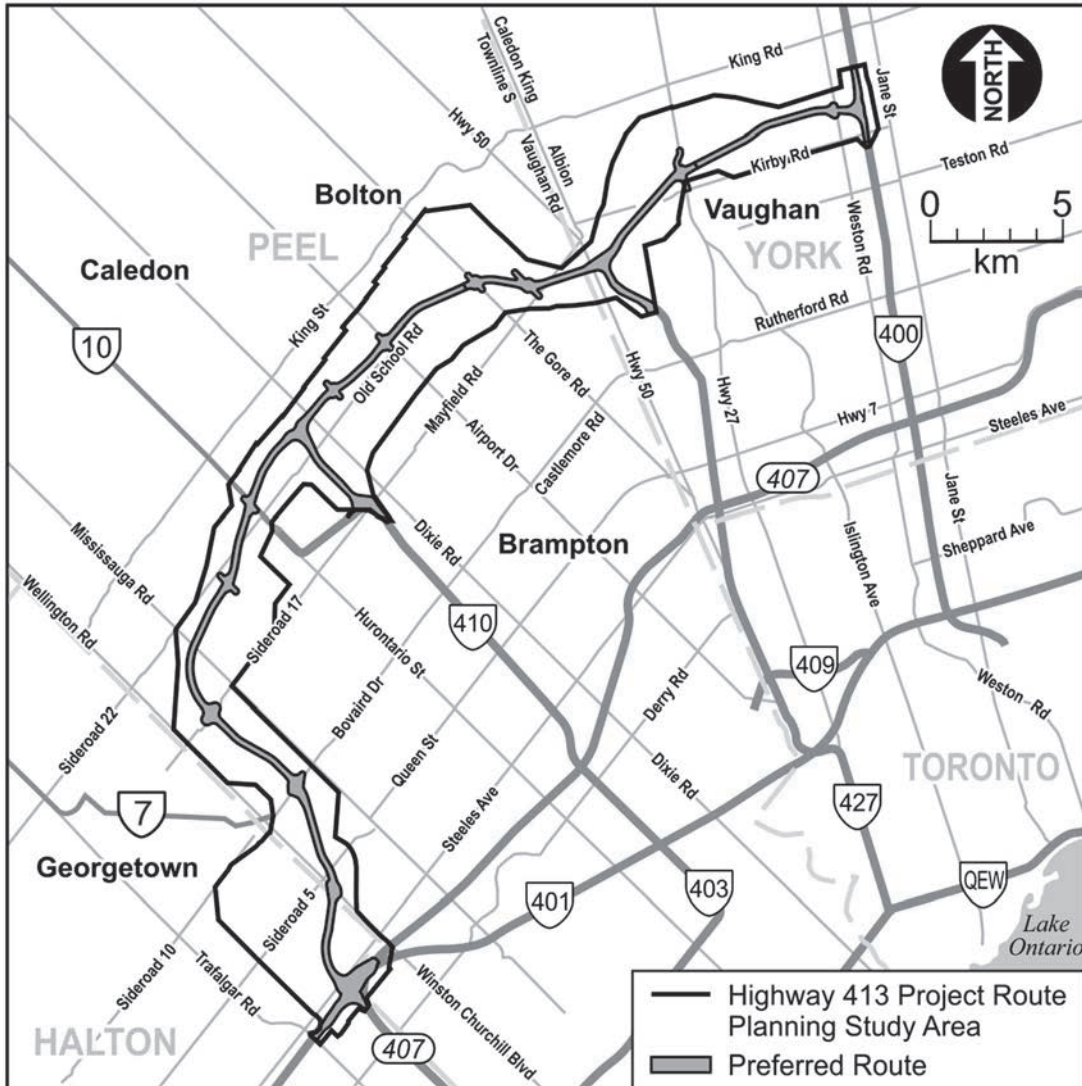 Caledon King
Townline S
King Rd
Jane St
NORTH
Hwy 50
Albion
Vaughan Rd
Kirby Rd
Teston Rd
Bolton
Vaughan
0 5
km
PEEL
YORK
Weston Rd
Caledon
King St
Rutherford Rd
10
Old School Rd
The Gore Rd
400
Mayfield Rd
Hwy 50
Hwy 27
Hwy 7
Airport Dr
Castlemore Rd
Steeles Ave
407
Mississauga Rd
Dixie Rd
Brampton
Islington Ave
Jane St
Sheppard Ave
Wellington Rd
Sideroad 17
Hurontario St
410
409
Sideroad 22
Bovaird Dr
Derry Rd
Weston Rd
Queen St
Dixie Rd
TORONTO
7
Steeles Ave
427
Georgetown
403
QEW
401
Sideroad 5
Lake
Ontario
Sideroad 10
Trafalgar Rd
Winston Churchill Blvd
HALTON
407
Highway 413 Project Route
Planning Study Area
Preferred Route